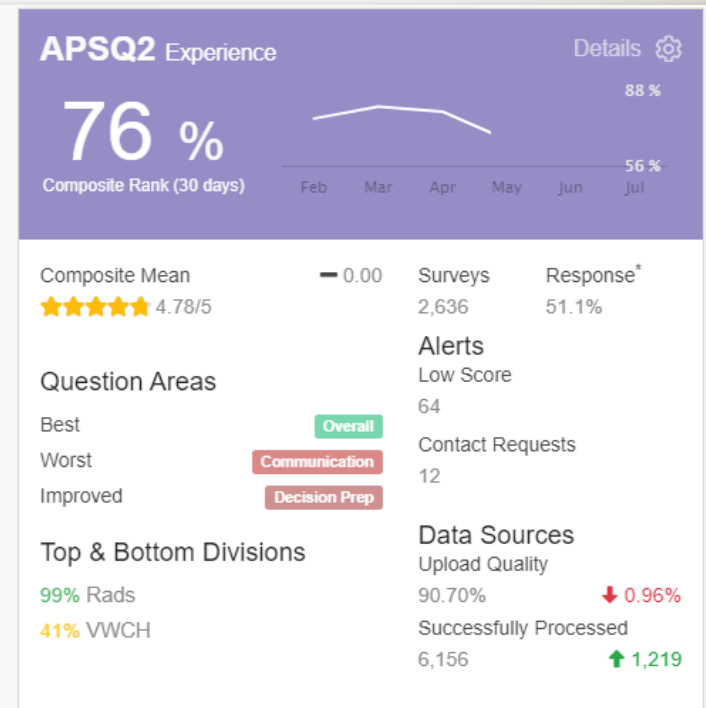 APSQ2 Experience
Details
76 %
Composite Rank (30 days)
88 %
56 %
Feb Mar Apr May Jun Jul
Composite Mean
0.00
4.78/5
Surveys
2,636
Response*
51.1%
Question Areas
Best Overall
Worst Communication
Improved Decision Prep
Top & Bottom Divisions
99% Rads
41% VWCH
Alerts
Low Score
64
Contact Requests
12
Data Sources
Upload Quality
90.70% 0.96%
Successfully Processed
6,156 1,219